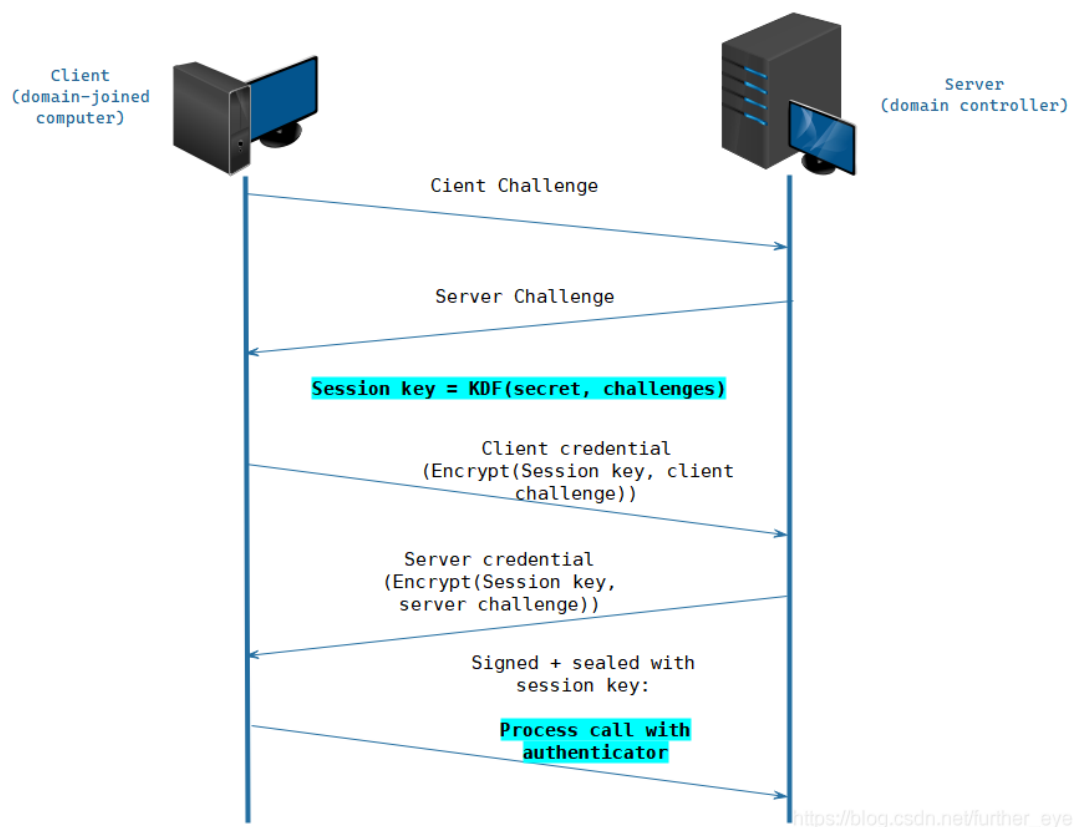 Client
(domain-joined
computer)
Server
(domain controller)
Cient Challenge
Server Challenge
Session key = KDF(secret, challenges)
Client credential
(Encrypt(Session key, client
challenge))
Server credential
(Encrypt(Session key,
server challenge))
Signed + sealed with
session key:
Process call with
authenticator
https://blog.csdn.net/further_eye